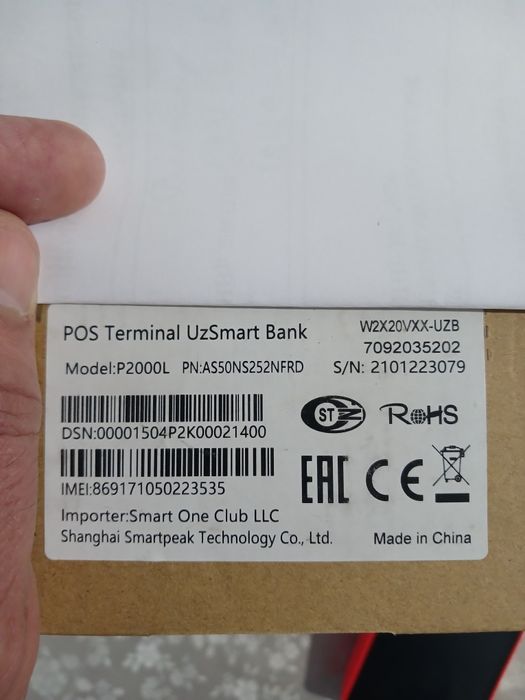 POS Terminal UzSmart Bank
W2X20VXX-UZB
7092035202
Model:P2000L PN:AS50NS252NFRD S/N: 2101223079
DSN:00001504P2K00021400
STZ
RoHS
IMEI:869171050223535
EAC CE
Importer:Smart One Club LLC
Shanghai Smartpeak Technology Co., Ltd. Made in China